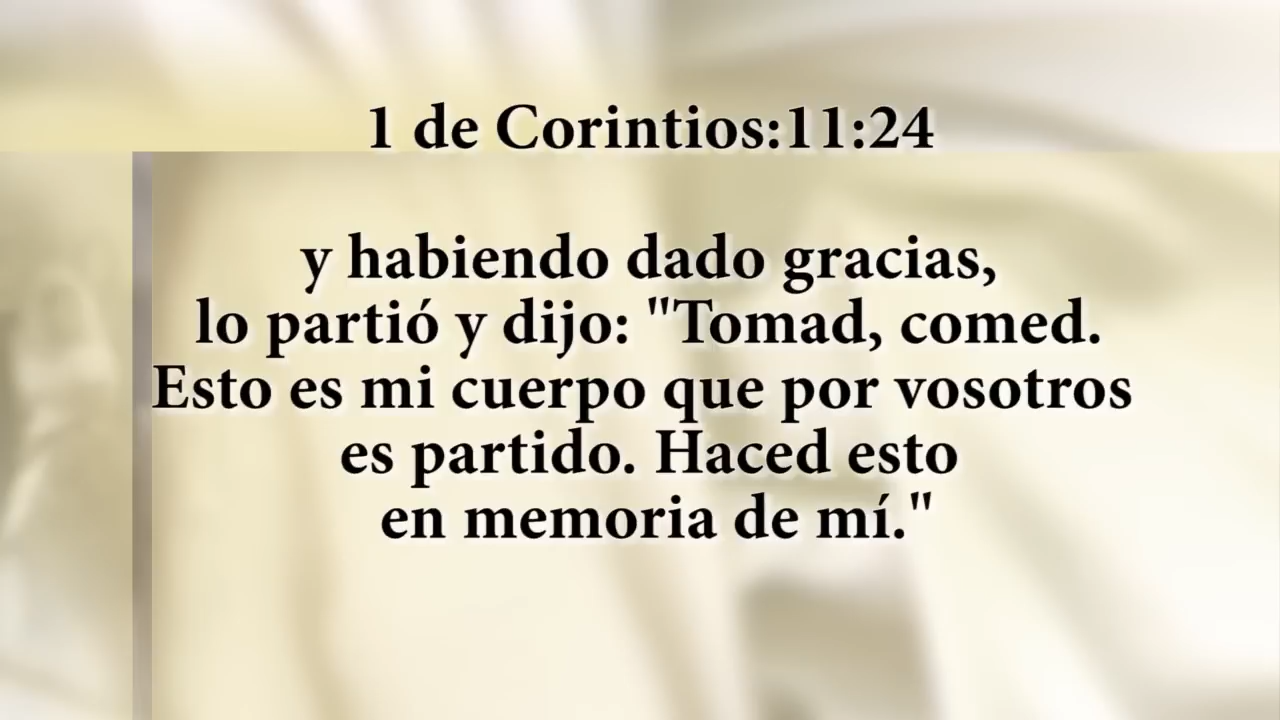 1 de Corintios:11:24
y habiendo dado gracias,
lo partió y dijo: "Tomad, comed.
Esto es mi cuerpo que por vosotros
es partido. Haced esto
en memoria de mí."